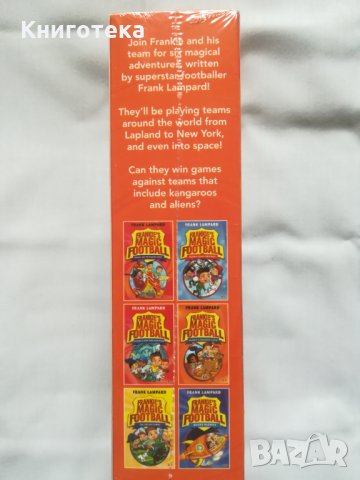 Книготека
Join Frankie and his
team for six magical
adventures, written
by superstar footballer
Frank Lampard!
They'll be playing teams
around the world from
Lapland to New York,
and even into space!
Can they win games
against teams that
include kangaroos
and aliens?
FRANK LAMPARD
FRANKIE'S
MAGIC
FOOTBALL
FRANK LAMPARD
FRANKIE'S
MAGIC
FOOTBALL
FRANK LAMPARD
FRANKIE'S
MAGIC
FOOTBALL
FRANK LAMPARD
FRANKIE'S
MAGIC
FOOTBALL
FRANK LAMPARD
FRANKIE'S
MAGIC
FOOTBALL
FRANK LAMPARD
FRANKIE'S
MAGIC
FOOTBALL
BAZAR